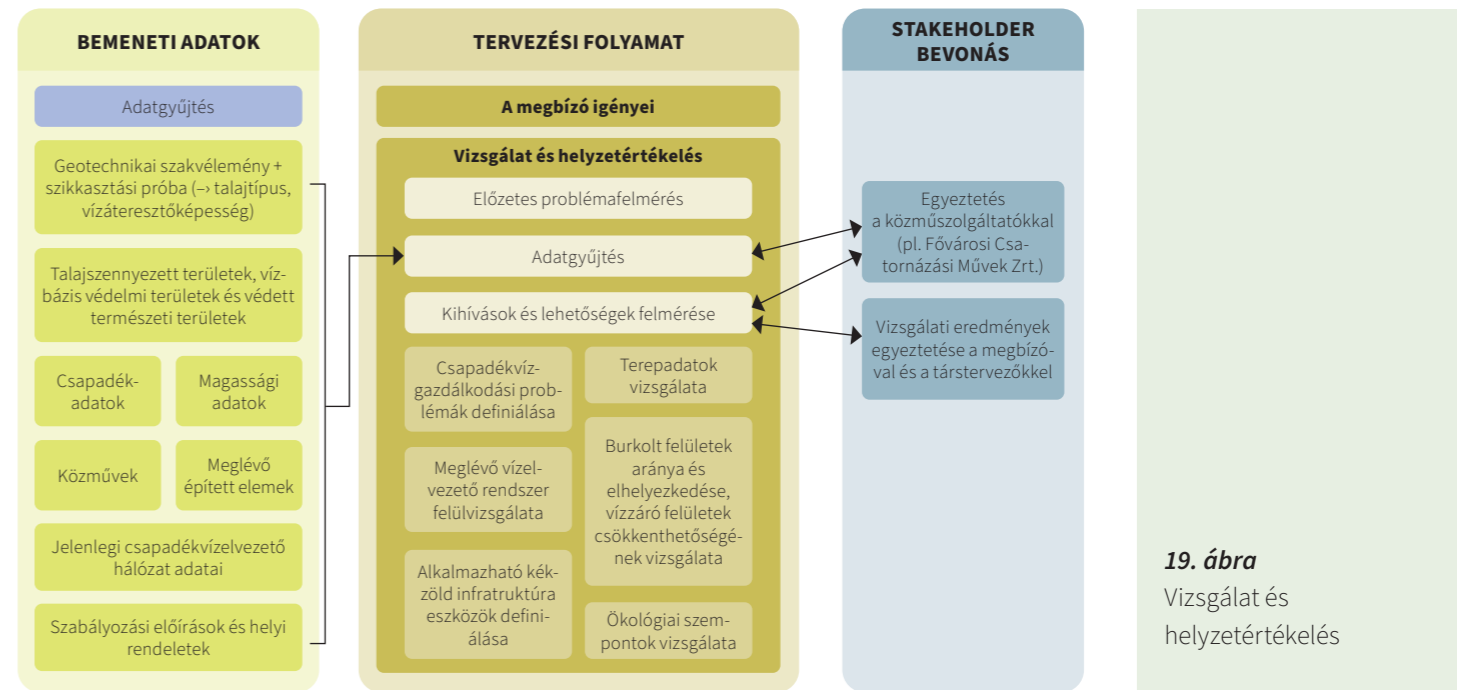 BEMENETI ADATOK
Adatgyűjtés
Geotechnikai szakvélemény +
szikkasztási próba (–› talajtípus,
vízáteresztőképesség)
Talajszennyezett területek, víz-
bázis védelmi területek és védett
természeti területek
Csapadék-
adatok
Magassági
adatok
Közművek
Meglévő
épített elemek
Jelenlegi csapadékvízelvezető
hálózat adatai
Szabályozási előírások és helyi
rendeletek
TERVEZÉSI FOLYAMAT
A megbízó igényei
Vizsgálat és helyzetértékelés
Előzetes problémafelmérés
Adatgyűjtés
Kihívások és lehetőségek felmérése
Csapadékvíz-
gazdálkodási prob-
lémák definiálása
Meglévő vízel-
vezető rendszer
felülvizsgálata
Alkalmazható kék-
zöld infratruktúra
eszközök defini-
álása
Terepadatok
vizsgálata
Burkolt felületek
aránya és
elhelyezkedése,
vízzáró felületek
csökkenthetőségé-
nek vizsgálata
Ökológiai szem-
pontok vizsgálata
STAKEHOLDER
BEVONÁS
Egyeztetés
a közműszolgáltatókkal
(pl. Fővárosi Csa-
tornázási Művek Zrt.)
Vizsgálati eredmények
egyeztetése a megbízó-
val és a társtervezőkkel
19. ábra
Vizsgálat és
helyzetértékelés